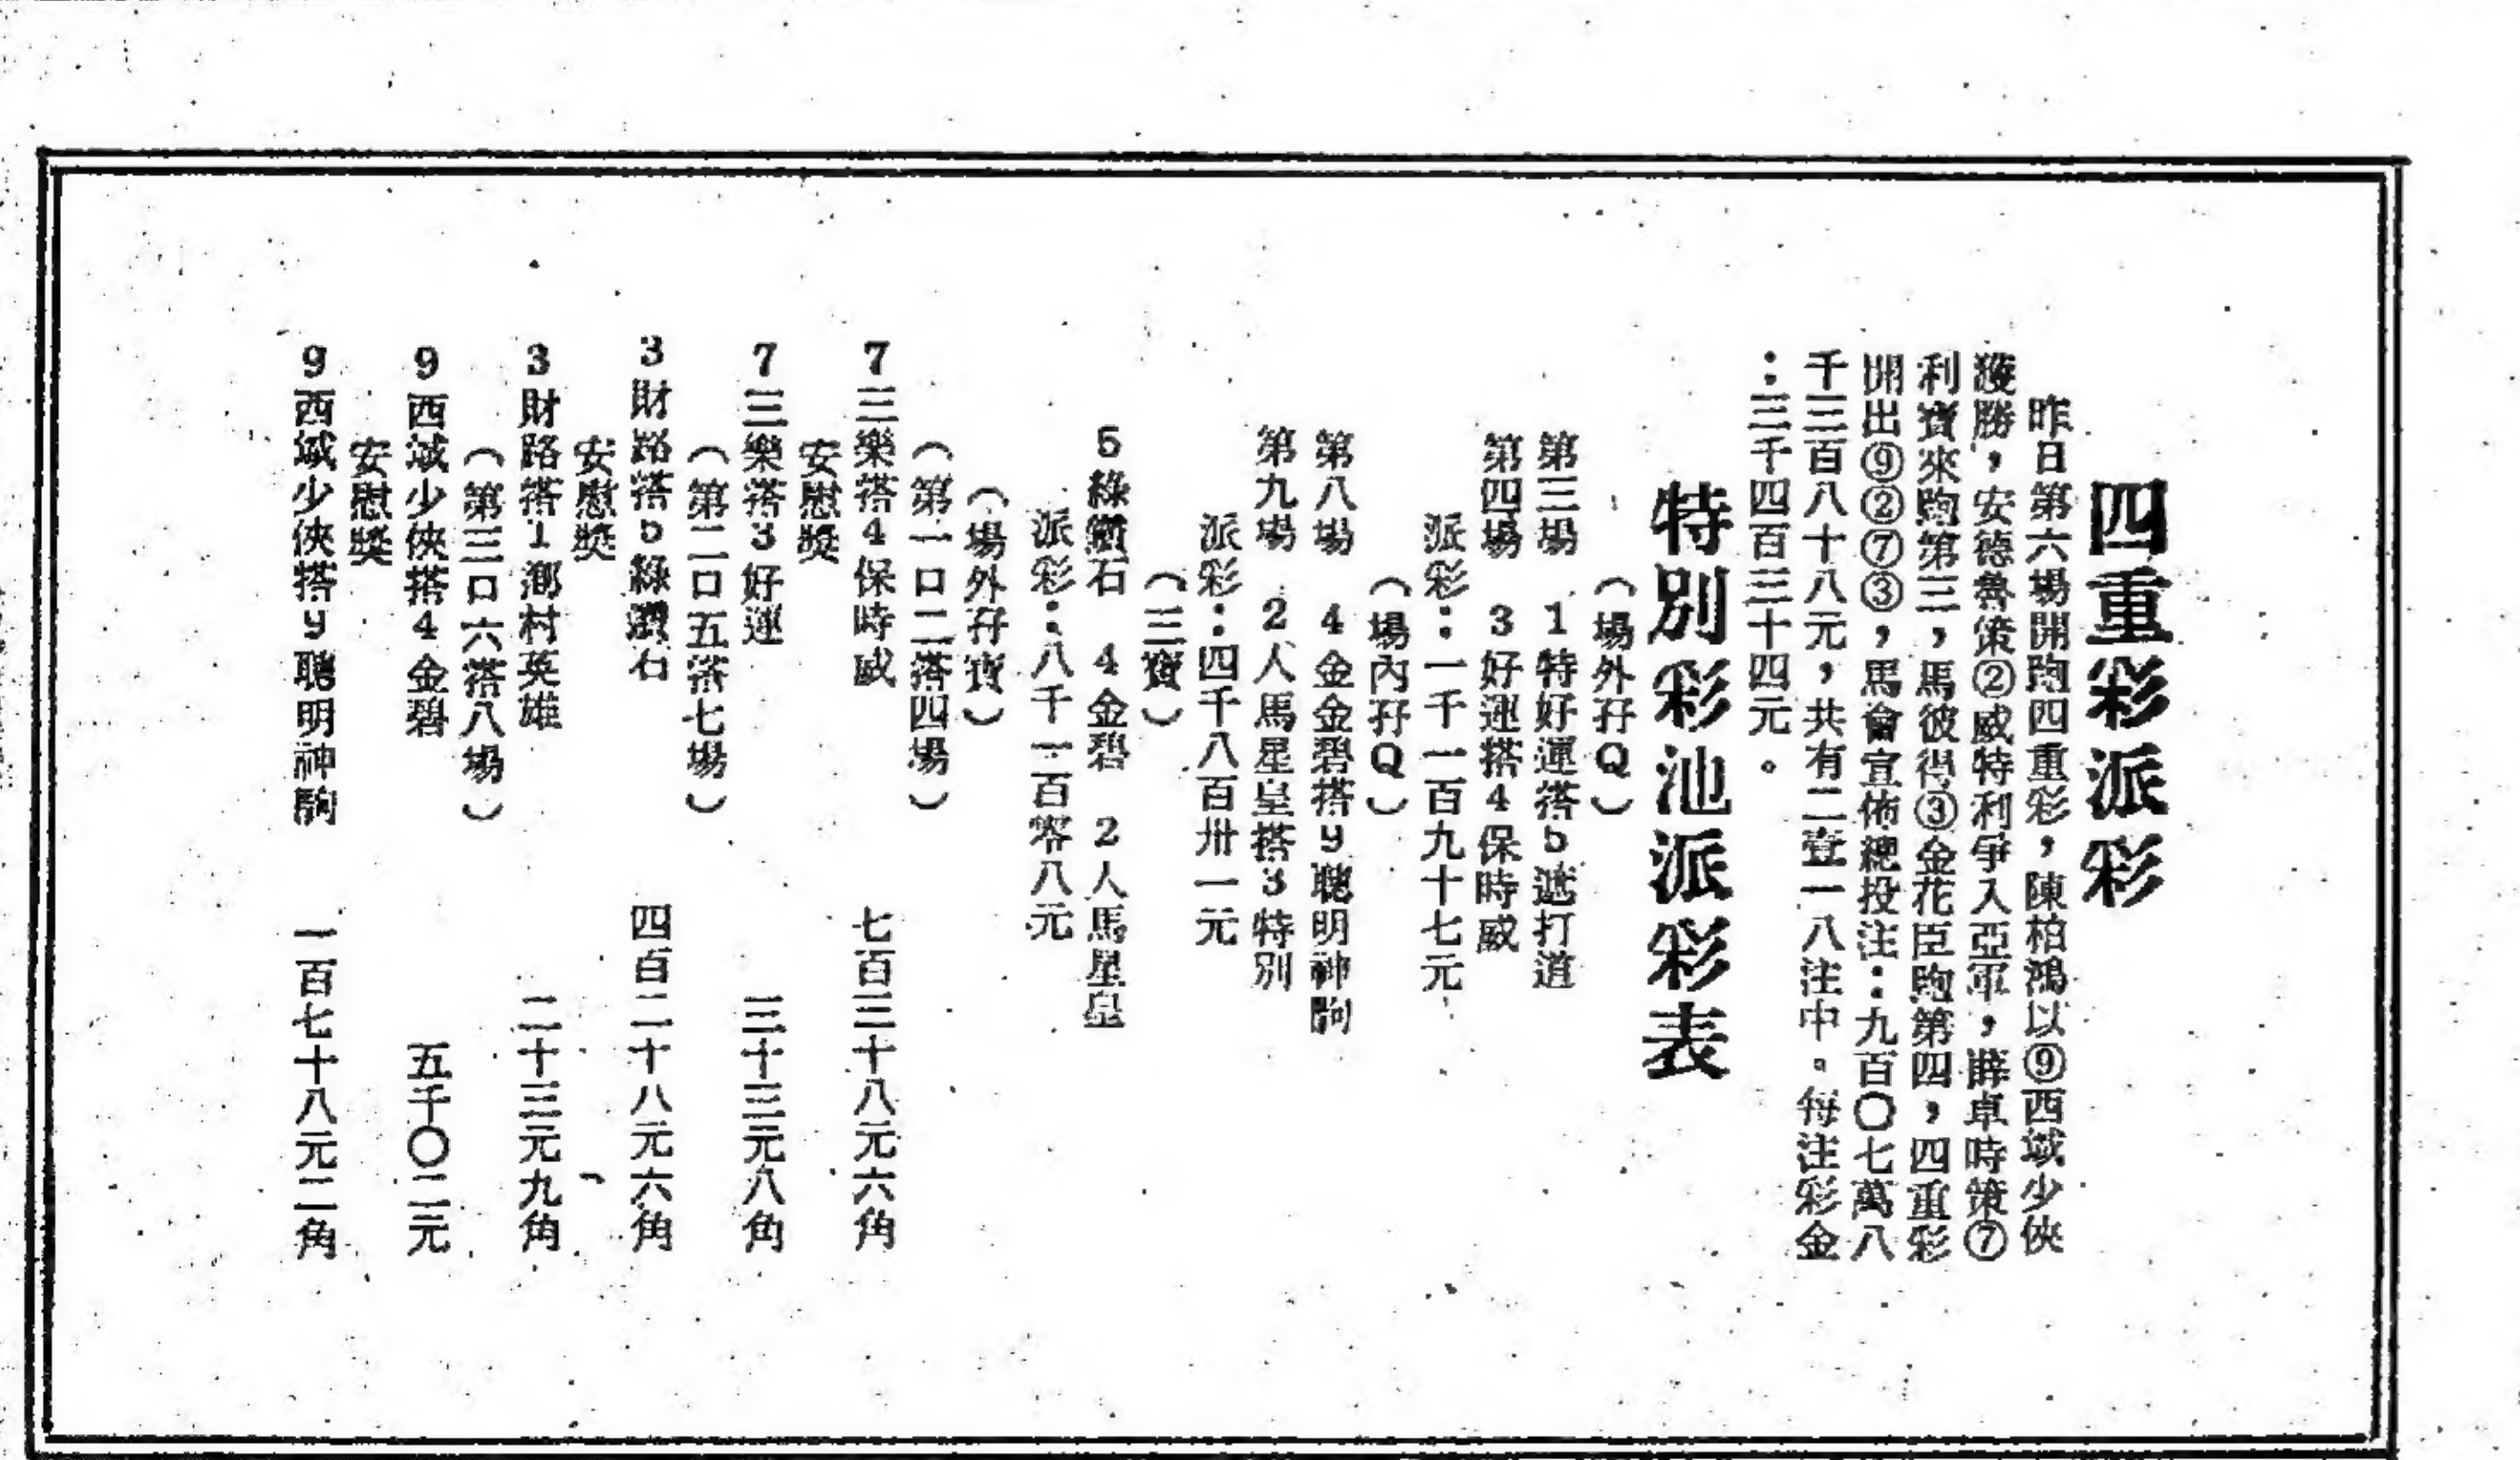 四重彩派彩
昨日第六場開跑四重彩，陳柏鴻以⑨西域少俠
獲勝，安德魯策②威特利爭入亞軍，薛卓時策⑦
利寶來跑第三，馬彼得③金花臣跑第四，四重彩
開出⑨②⑦③，馬會宣佈總投注：九百〇七萬八
千三百八十八元，共有二壹一八注中。每注彩金
：三千四百三十四元。
特別彩池派彩表
（場外孖Q）
第三場　1特好運搭5遞打道
第四場　3好運搭4保時威
派彩：一千一百九十七元
（場內孖Q）
第八場　4金金碧搭9聰明神駒
第九場　2人馬星皇搭3特別
派彩：四千八百卅一元
（三寶）
5綠鑽石　4金碧　2人馬星皇
派彩：八千一百零八元
（場外孖寶）
（第一口二搭四場）
7三樂搭4保時威　七百三十八元六角
安慰獎
7三樂搭3好運　三十三元八角
（第二口五搭七場）
3財路搭5綠鑽石　四百二十八元六角
安慰獎
3財路搭1鄉村英雄　二十三元九角
（第三口六搭八場）
9西域少俠搭4金碧　五千〇二元
安慰獎
9西域少俠搭9聰明神駒　一百七十八元二角